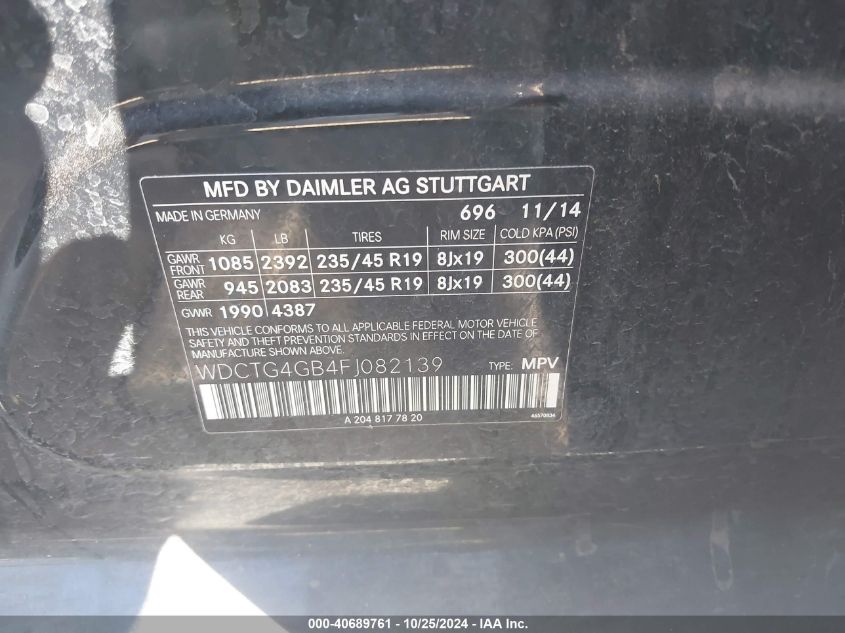 MFD BY DAIMLER AG STUTTGART
MADE IN GERMANY 696 11/14
KG LB TIRES RIM SIZE COLD KPA (PSI)
GAWR FRONT 1085 2392 235/45 R19 8Jx19 300(44)
GAWR REAR 945 2083 235/45 R19 8Jx19 300(44)
GVWR 1990 4387
THIS VEHICLE CONFORMS TO ALL APPLICABLE FEDERAL MOTOR VEHICLE
SAFETY AND THEFT PREVENTION STANDARDS IN EFFECT ON THE DATE OF
MANUFACTURE SHOWN ABOVE.
WDCTG4GB4FJ082139 TYPE: MPV
A 204 817 78 20
000-40689761 - 10/25/2024 - IAA Inc.